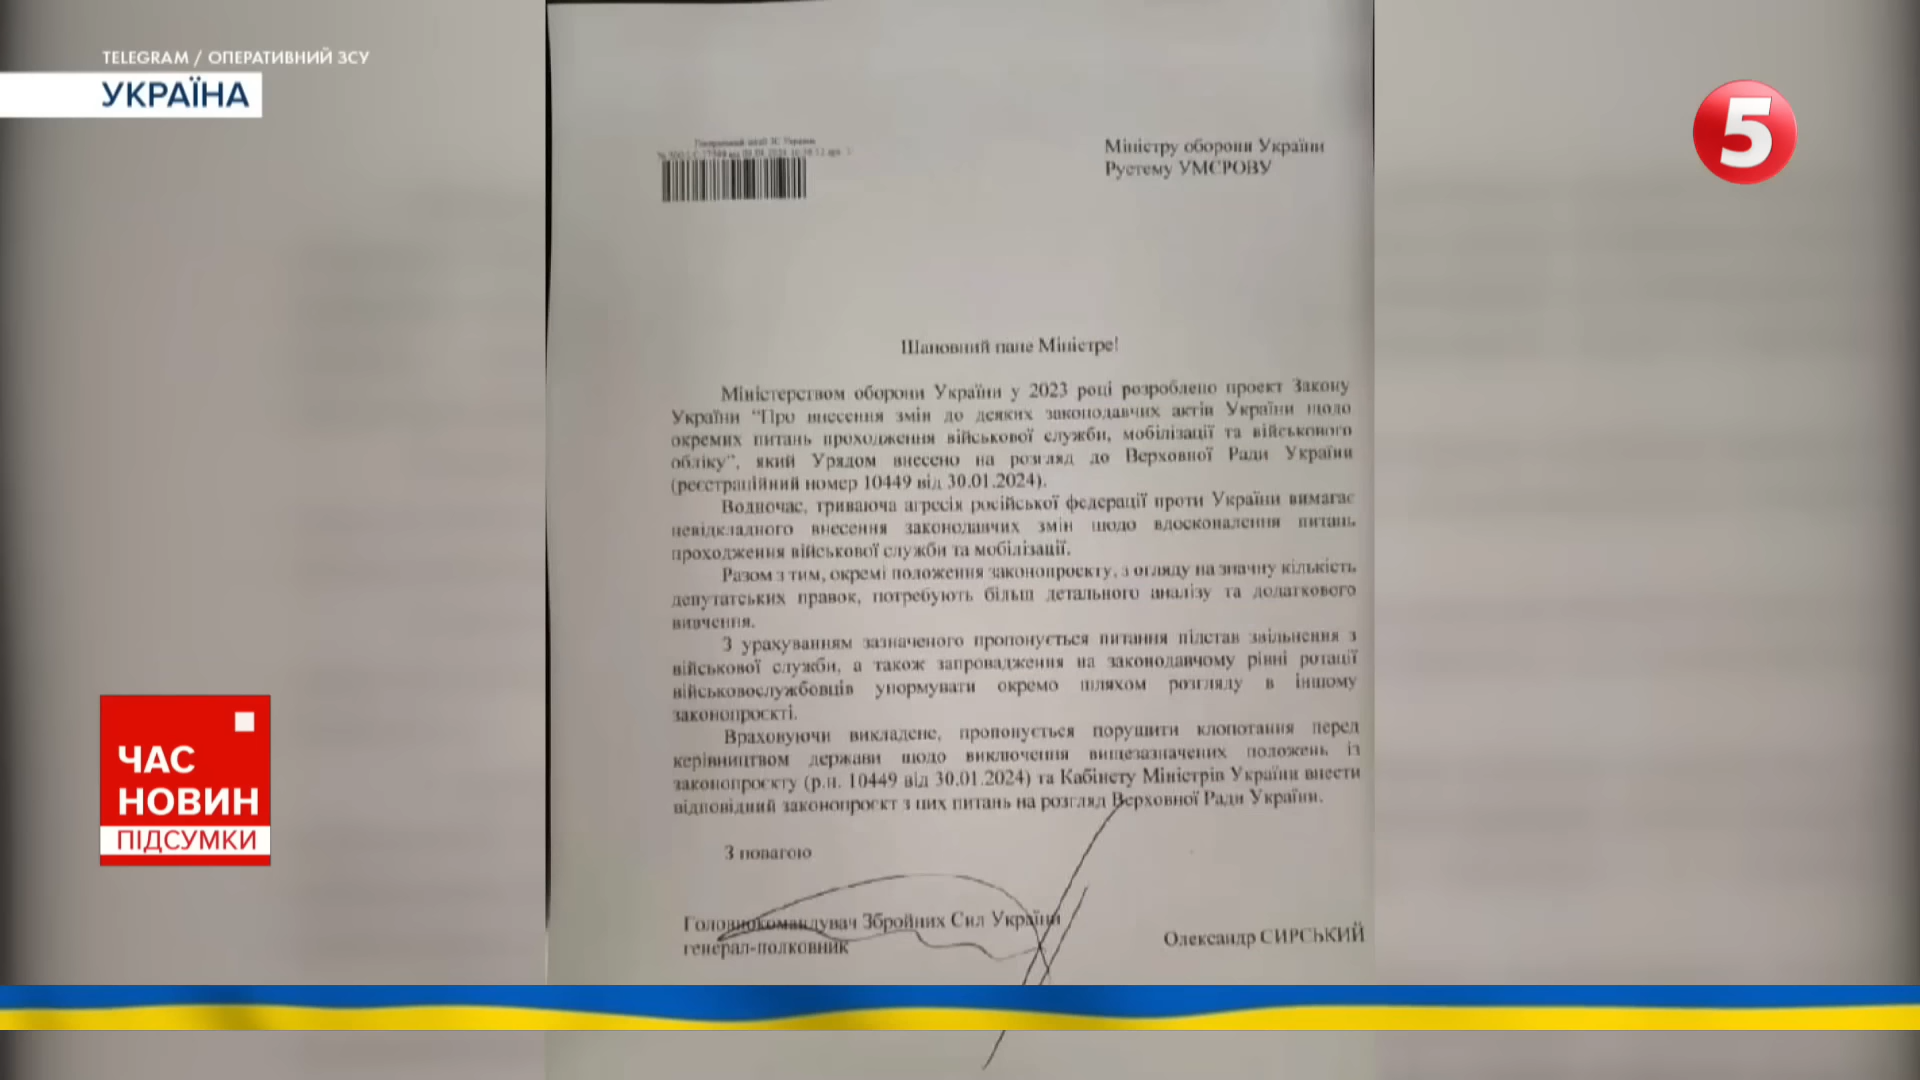 TELEGRAM / ОПЕРАТИВНИЙ ЗСУ
УКРАЇНА
5
Генеральний штаб ЗС України
Міністру оборони України
Рустему УМЄРОВУ
Шановний пане Міністре!
Міністерством оборони України у 2023 році розроблено проект Закону
України “Про внесення змін до деяких законодавчих актів України щодо
окремих питань проходження військової служби, мобілізації та військового
обліку”, який Урядом внесено на розгляд до Верховної Ради України
(реєстраційний номер 10449 від 30.01.2024).
Водночас, триваюча агресія російської федерації проти України вимагає
невідкладного внесення законодавчих змін щодо вдосконалення питань
проходження військової служби та мобілізації.
Разом з тим, окремі положення законопроєкту, з огляду на значну кількість
депутатських правок, потребують більш детального аналізу та додаткового
вивчення.
З урахуванням зазначеного пропонується питання підстав звільнення з
військової служби, а також запровадження на законодавчому рівні ротації
військовослужбовців унормувати окремо шляхом розгляду в іншому
законопроєкті.
Враховуючи викладене, пропонується порушити клопотання перед
керівництвом держави щодо виключення вищезазначених положень із
законопроєкту (р.н. 10449 від 30.01.2024) та Кабінету Міністрів України внести
відповідний законопроєкт з цих питань на розгляд Верховної Ради України.
З повагою
Головнокомандувач Збройних Сил України
генерал-полковник
Олександр СИРСЬКИЙ
ЧАС
НОВИН
ПІДСУМКИ